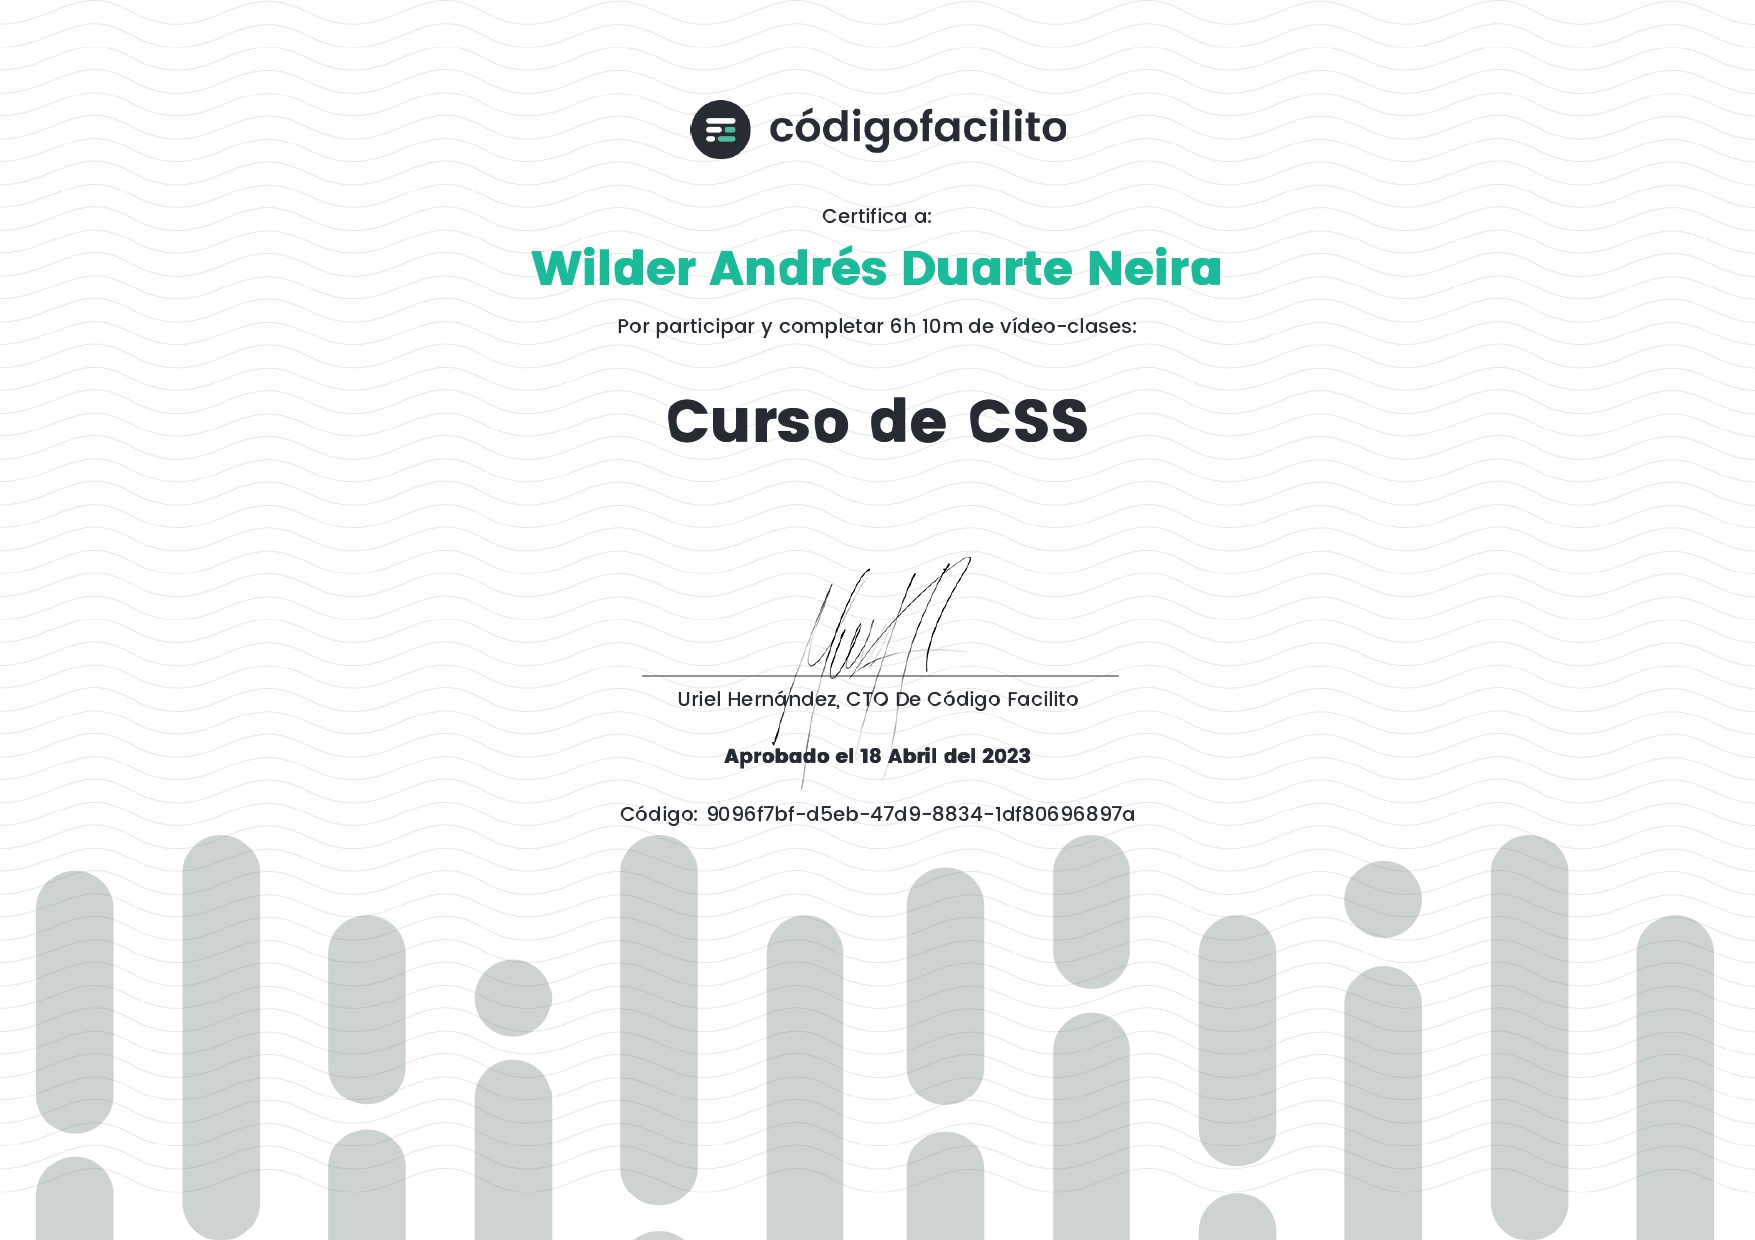 códigofacilito
Certifica a:
Wilder Andrés Duarte Neira
Por participar y completar 6h 10m de vídeo-clases:
Curso de CSS
Uriel Hernández, CTO De Código Facilito
Aprobado el 18 Abril del 2023
Código: 9096f7bf-d5eb-47d9-8834-1df80696897a